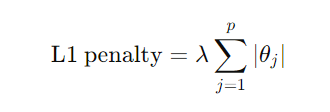 L1 penalty = λ ∑_{j=1}^{p} |θ_j|